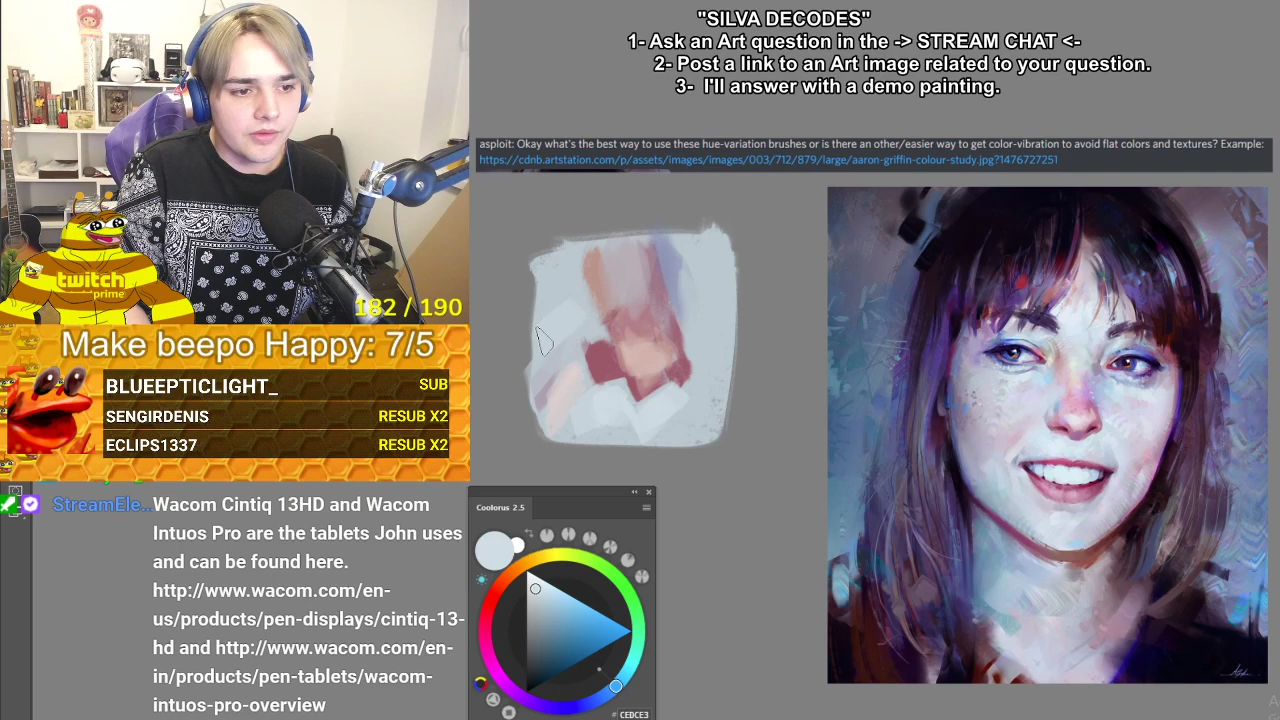 "SILVA DECODES"
1- Ask an Art question in the -> STREAM CHAT <-
2- Post a link to an Art image related to your question.
3- I'll answer with a demo painting.
asploit: Okay what's the best way to use these hue-variation brushes or is there an other/easier way to get color-vibration to avoid flat colors and textures? Example:
https://cdnb.artstation.com/p/assets/images/images/003/712/879/large/aaron-griffin-colour-study.jpg?1476727251
twitch
prime
182 / 190
Make beepo Happy: 7/5
BLUEEPTICLIGHT_ SUB
SENGIRDENIS RESUB X2
ECLIPS1337 RESUB X2
StreamEle... Wacom Cintiq 13HD and Wacom
Intuos Pro are the tablets John uses
and can be found here.
http://www.wacom.com/en-
us/products/pen-displays/cintiq-13-
hd and http://www.wacom.com/en-
in/products/pen-tablets/wacom-
intuos-pro-overview
Coolorus 2.5
# CEDCE3